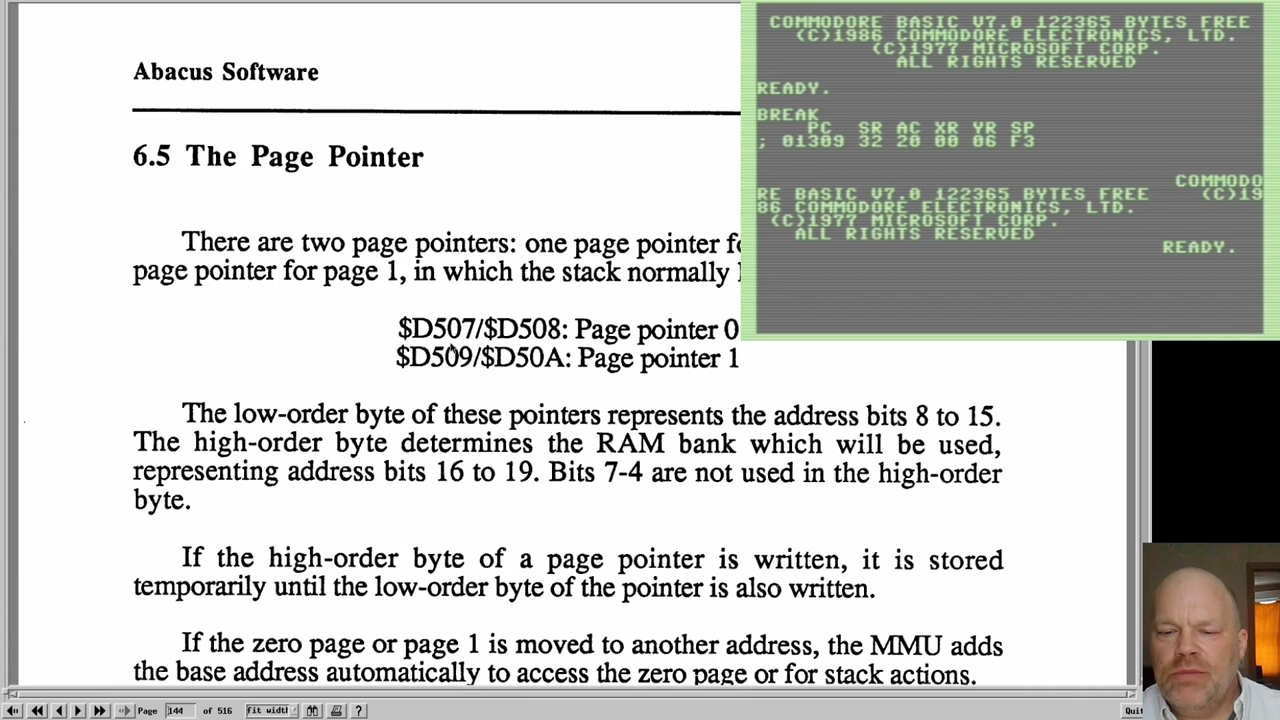 Abacus Software
6.5 The Page Pointer
There are two page pointers: one page pointer
page pointer for page 1, in which the stack normally
$D507/$D508: Page pointer 0
$D509/$D50A: Page pointer 1
The low-order byte of these pointers represents the address bits 8 to 15.
The high-order byte determines the RAM bank which will be used,
representing address bits 16 to 19. Bits 7-4 are not used in the high-order
byte.
If the high-order byte of a page pointer is written, it is stored
temporarily until the low-order byte of the pointer is also written.
If the zero page or page 1 is moved to another address, the MMU adds
the base address automatically to access the zero page or for stack actions.
COMMODORE BASIC V7.0 122365 BYTES FREE
(C)1986 COMMODORE ELECTRONICS, LTD.
(C)1977 MICROSOFT CORP.
ALL RIGHTS RESERVED
READY.
BREAK
PC SR AC XR YR SP
; 01309 32 20 00 06 F3
COMMODO
RE BASIC V7.0 122365 BYTES FREE (C)19
86 COMMODORE ELECTRONICS, LTD.
(C)1977 MICROSOFT CORP.
ALL RIGHTS RESERVED
READY.
Page 144 of 516 fit width ?
Qui